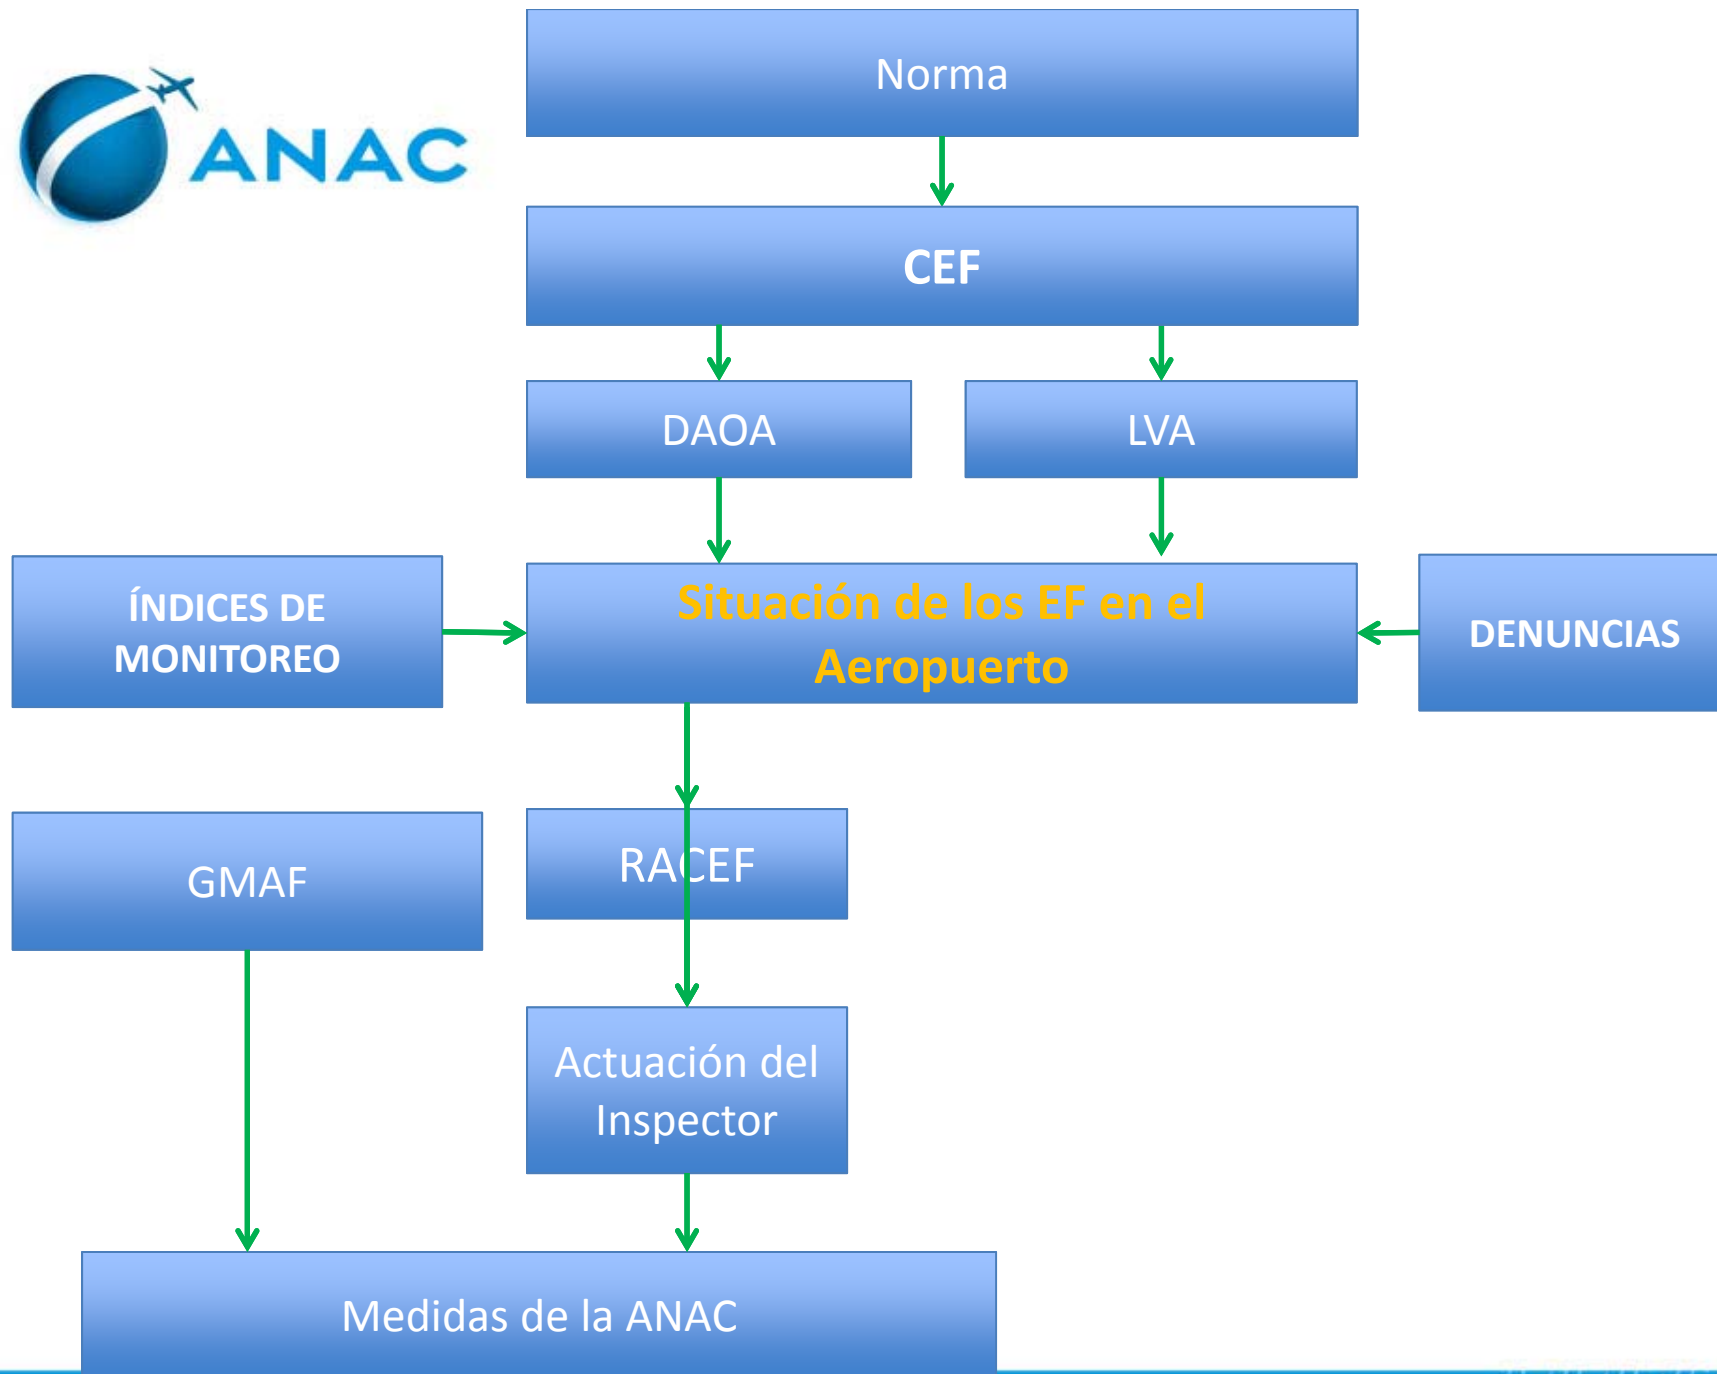 Norma
ANAC
CEF
DAOA
LVA
ÍNDICES DE
MONITOREO
Situación de los EF en el
Aeropuerto
DENUNCIAS
GMAF
RACEF
Actuación del
Inspector
Medidas de la ANAC